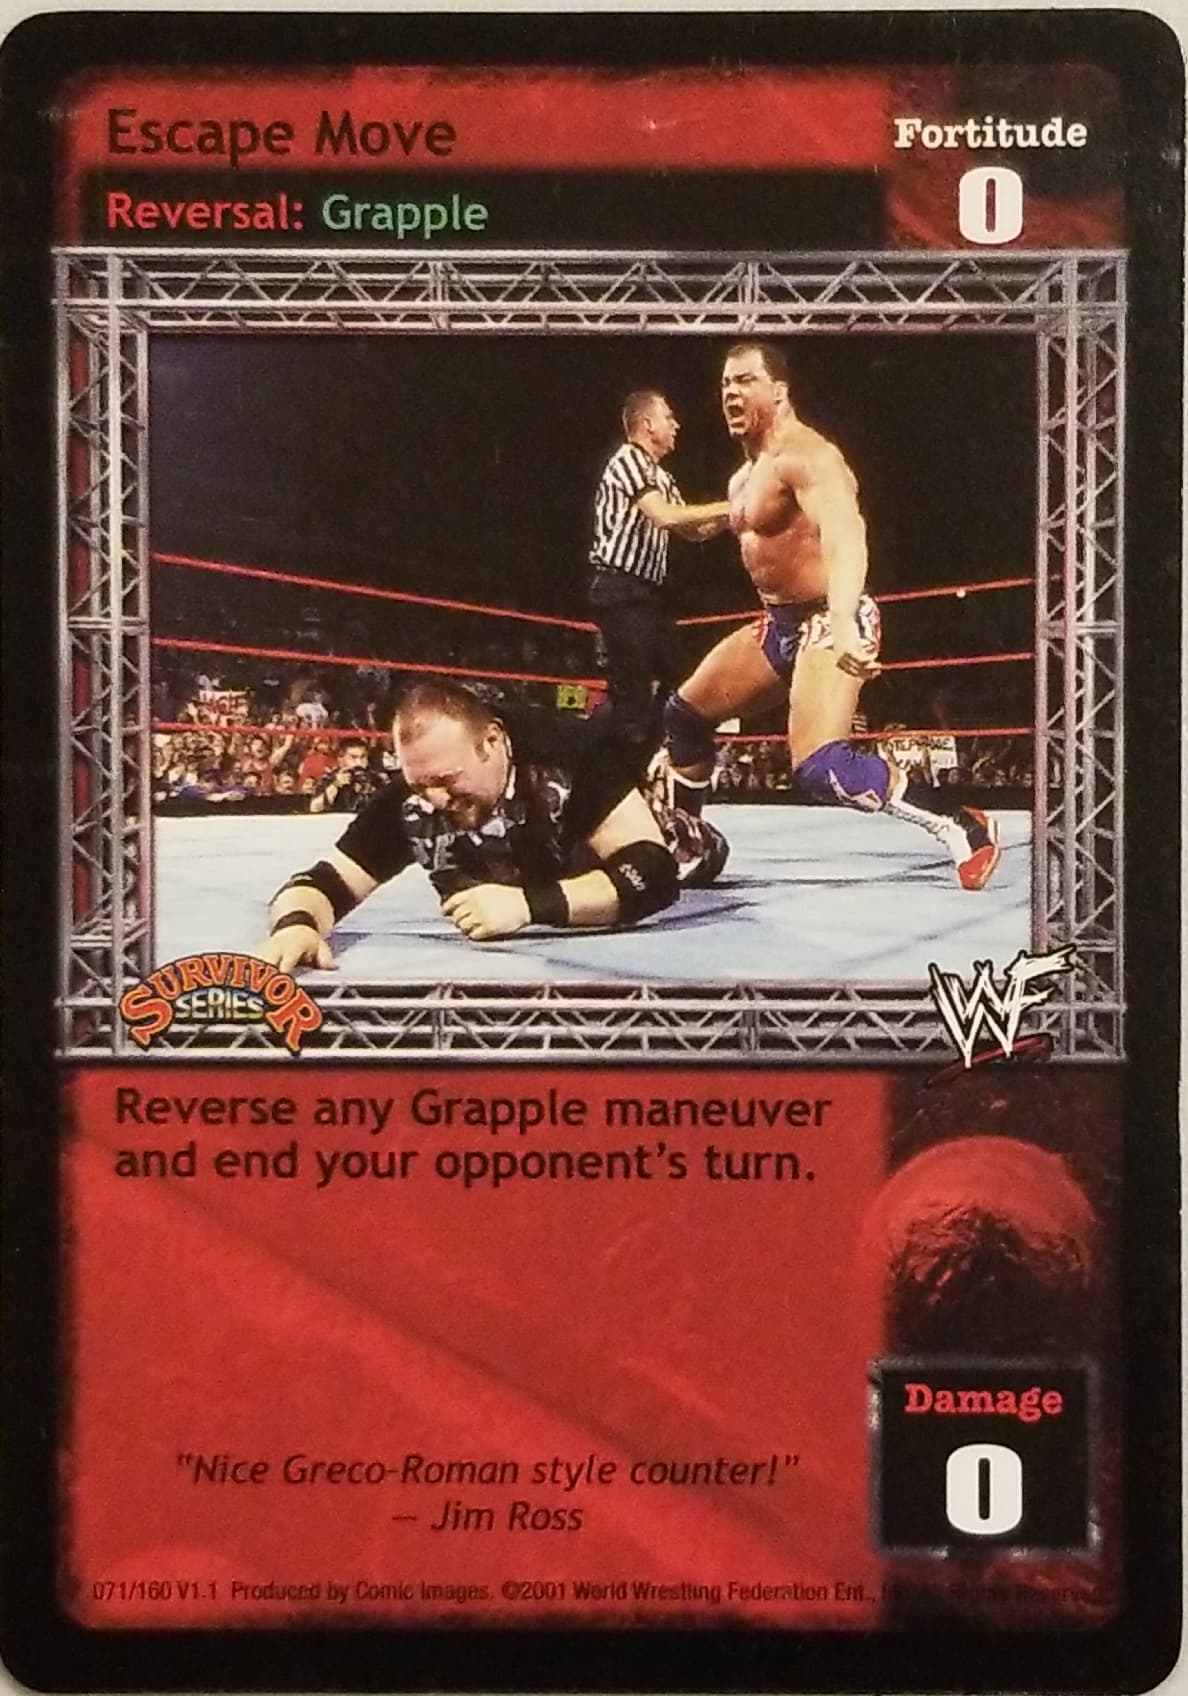 Escape Move
Fortitude
0
Reversal: Grapple
SURVIVOR
SERIES
WF
Reverse any Grapple maneuver
and end your opponent's turn.
Damage
0
"Nice Greco-Roman style counter!"
– Jim Ross
071/160 V1.1 Produced by Comic Images. ©2001 World Wrestling Federation Ent., Rights Reserved